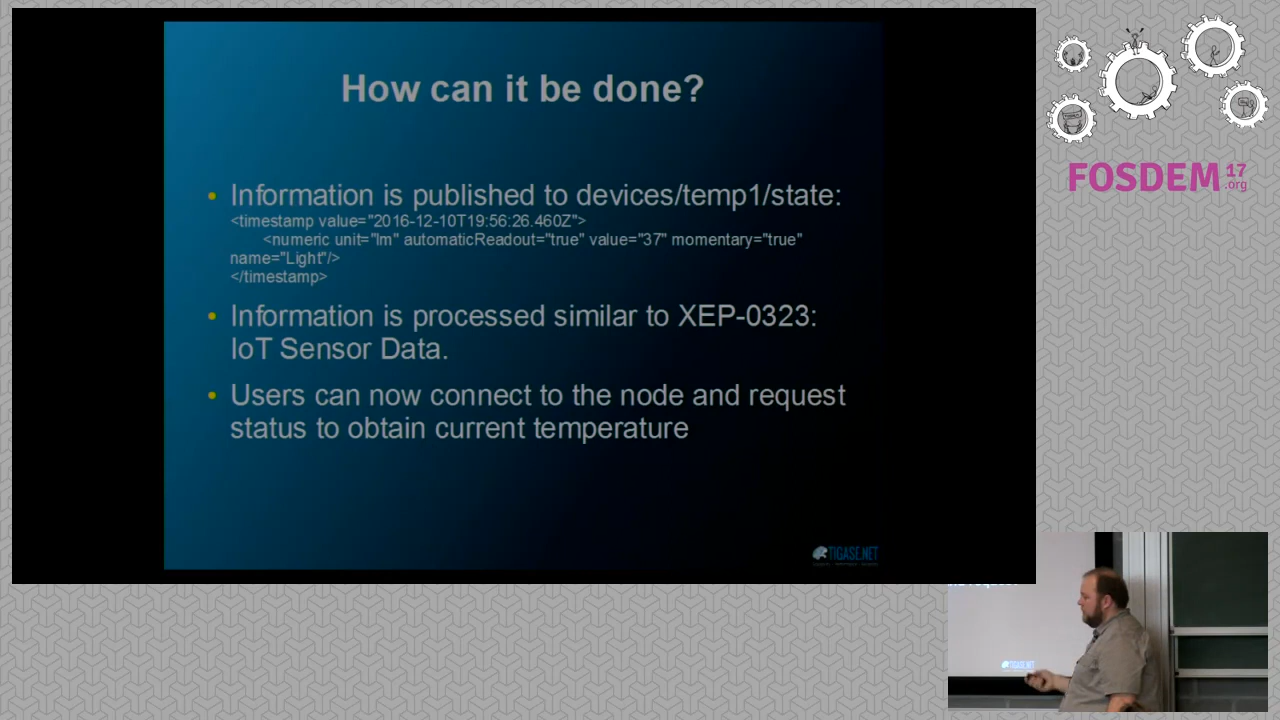 How can it be done?
Information is published to devices/temp1/state:
<timestamp value="2016-12-10T19:56:26.460Z">
<numeric unit="lm" automaticReadout="true" value="37" momentary="true"
name="Light"/>
</timestamp>
Information is processed similar to XEP-0323:
IoT Sensor Data.
Users can now connect to the node and request
status to obtain current temperature
TIGASE.NET
FOSDEM 17
.org
TIGASE.NET